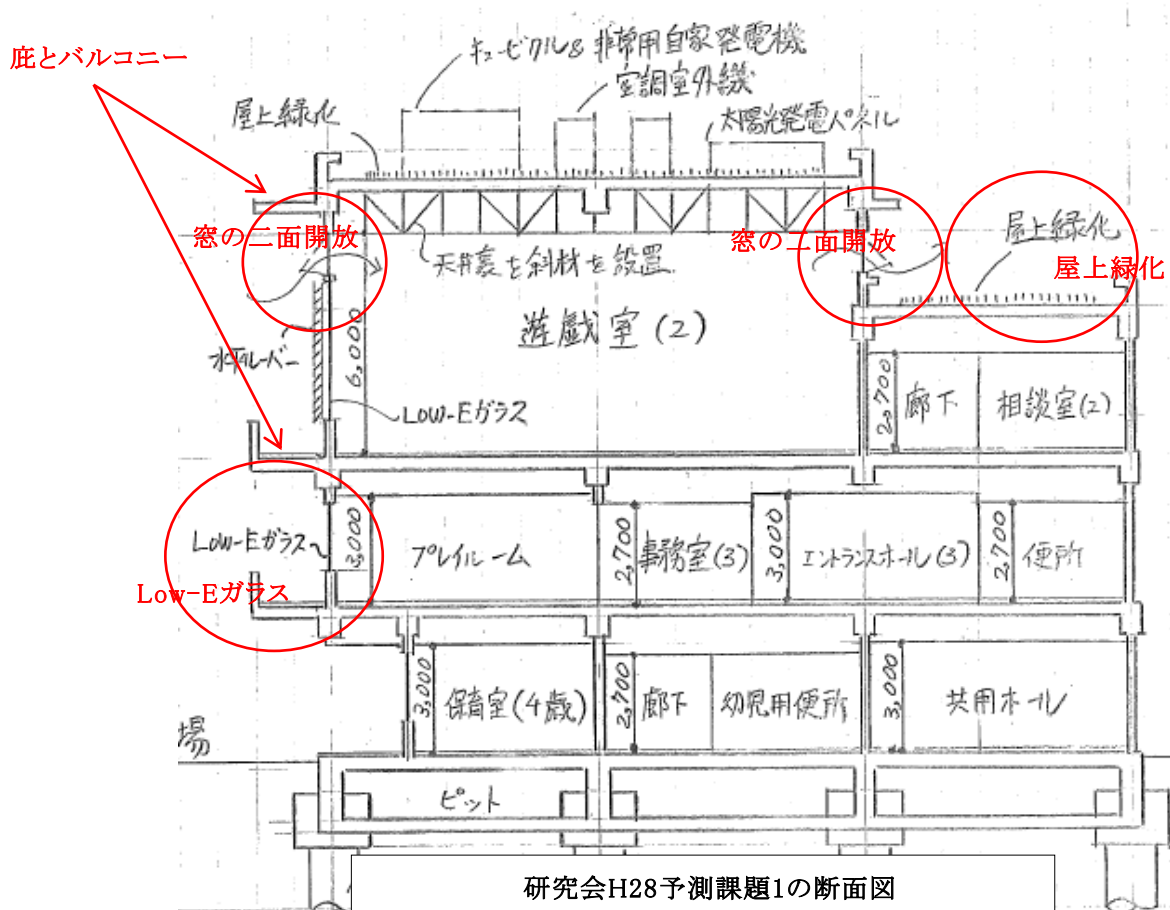 キュービクル& 非常用自家発電機
庇とバルコニー
空調室外機
屋上緑化
太陽光発電パネル
窓の二面開放
窓の二面開放
屋上緑化
天井裏を斜材を設置
屋上緑化
遊戯室(2)
水平ルーバー
6,000
Low-Eガラス
2,700
廊下
相談室(2)
Low-Eガラス
3,000
プレイルーム
2,700
事務室(3)
3,000
エントランスホール(3)
2,700
便所
Low-Eガラス
3,000
保育室(4歳)
2,700
廊下
幼児用便所
3,000
共用ホール
場
ピット
研究会H28予測課題1の断面図